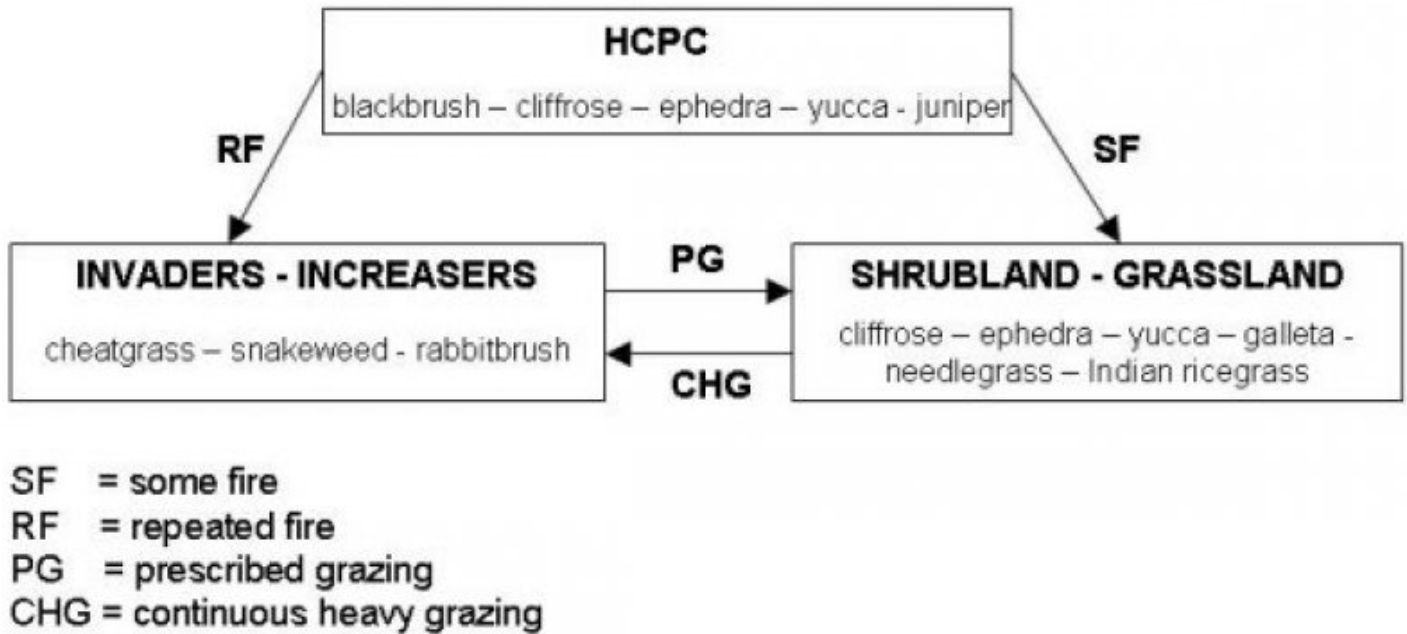 HCPC
blackbrush – cliffrose – ephedra – yucca - juniper
RF
SF
INVADERS - INCREASERS
cheatgrass – snakeweed - rabbitbrush
PG
CHG
SHRUBLAND - GRASSLAND
cliffrose – ephedra – yucca – galleta -
needlegrass – Indian ricegrass
SF = some fire
RF = repeated fire
PG = prescribed grazing
CHG = continuous heavy grazing